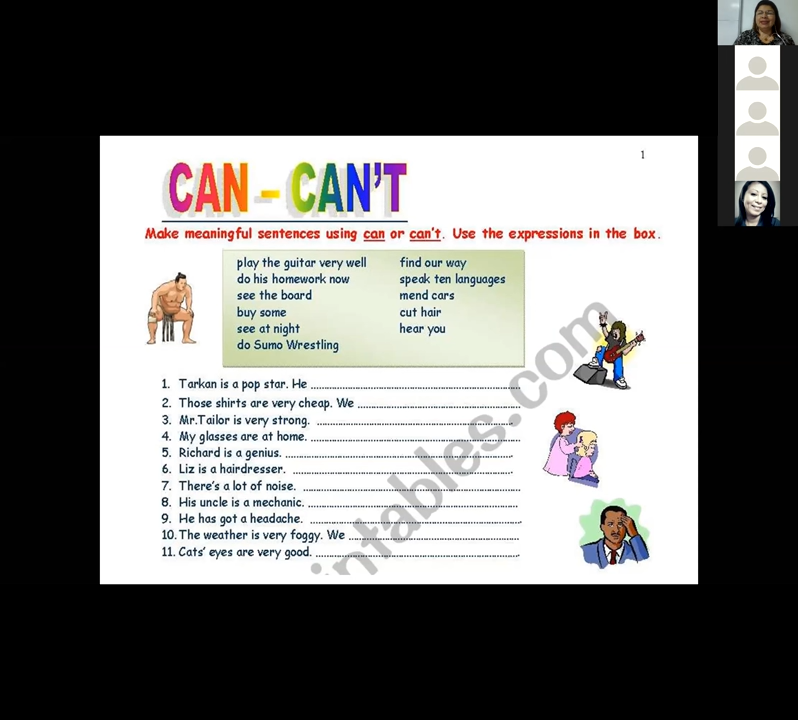 1
CAN – CAN'T
Make meaningful sentences using can or can't. Use the expressions in the box.
play the guitar very well
do his homework now
see the board
buy some
see at night
do Sumo Wrestling
find our way
speak ten languages
mend cars
cut hair
hear you
1. Tarkan is a pop star. He ................................................
2. Those shirts are very cheap. We ................................................
3. Mr.Tailor is very strong. ................................................
4. My glasses are at home. ................................................
5. Richard is a genius. ................................................
6. Liz is a hairdresser. ................................................
7. There's a lot of noise. ................................................
8. His uncle is a mechanic. ................................................
9. He has got a headache. ................................................
10. The weather is very foggy. We ................................................
11. Cats' eyes are very good. ................................................
intables.com